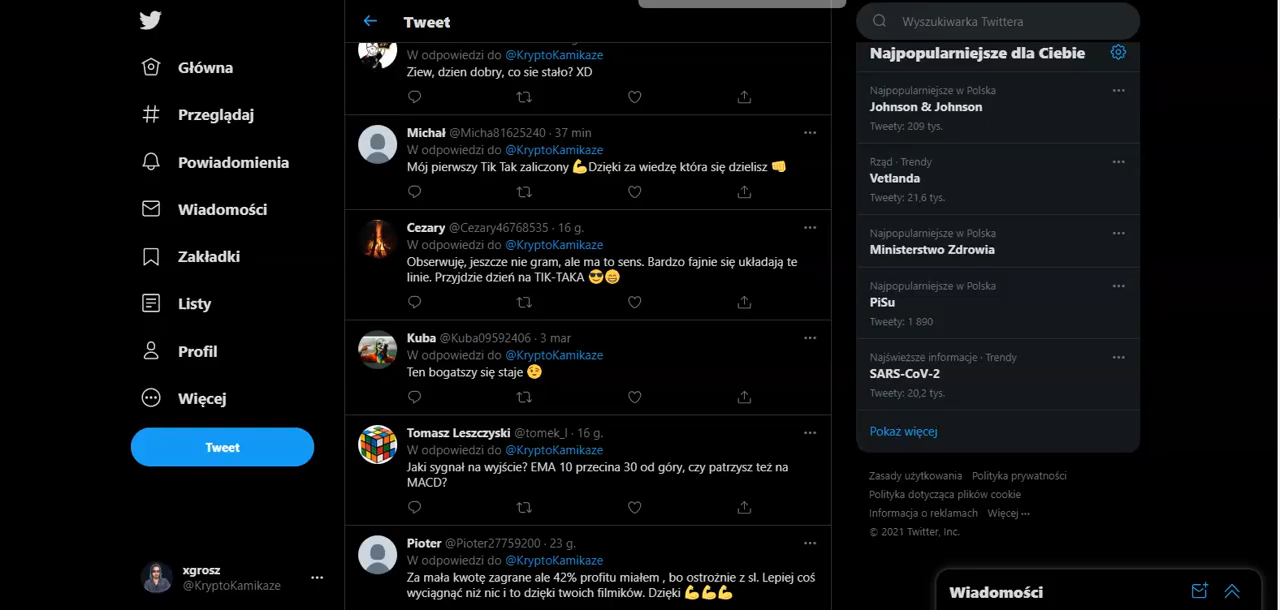 Główna
Przeglądaj
Powiadomienia
Wiadomości
Zakładki
Listy
Profil
Więcej
Tweet
xgrosz
@KryptoKamikaze
Tweet
W odpowiedzi do @KryptoKamikaze
Ziew, dzien dobry, co sie stało? XD
Michał @Micha81625240 · 37 min
W odpowiedzi do @KryptoKamikaze
Mój pierwszy Tik Tak zaliczony 💪Dzięki za wiedzę która się dzielisz 👊
Cezary @Cezary46768535 · 16 g.
W odpowiedzi do @KryptoKamikaze
Obserwuję, jeszcze nie gram, ale ma to sens. Bardzo fajnie się układają te
linie. Przyjdzie dzień na TIK-TAKA 😎😁
Kuba @Kuba09592406 · 3 mar
W odpowiedzi do @KryptoKamikaze
Ten bogatszy się staje 😉
Tomasz Leszczyski @tomek_l · 16 g.
W odpowiedzi do @KryptoKamikaze
Jaki sygnał na wyjście? EMA 10 przecina 30 od góry, czy patrzysz też na
MACD?
Pioter @Pioter27759200 · 23 g.
W odpowiedzi do @KryptoKamikaze
Za mała kwotę zagrane ale 42% profitu miałem , bo ostrożnie z sl. Lepiej coś
wyciągnąć niż nic i to dzięki twoich filmików. Dzięki 💪💪💪
Wyszukiwarka Twittera
Najpopularniejsze dla Ciebie
Najpopularniejsze w Polska
Johnson & Johnson
Tweety: 209 tys.
Rząd · Trendy
Vetlanda
Tweety: 21,6 tys.
Najpopularniejsze w Polska
Ministerstwo Zdrowia
Najpopularniejsze w Polska
PiSu
Tweety: 1 890
Najświeższe informacje · Trendy
SARS-CoV-2
Tweety: 20,2 tys.
Pokaż więcej
Zasady użytkowania Polityka prywatności
Polityka dotycząca plików cookie
Informacja o reklamach Więcej ···
© 2021 Twitter, Inc.
Wiadomości